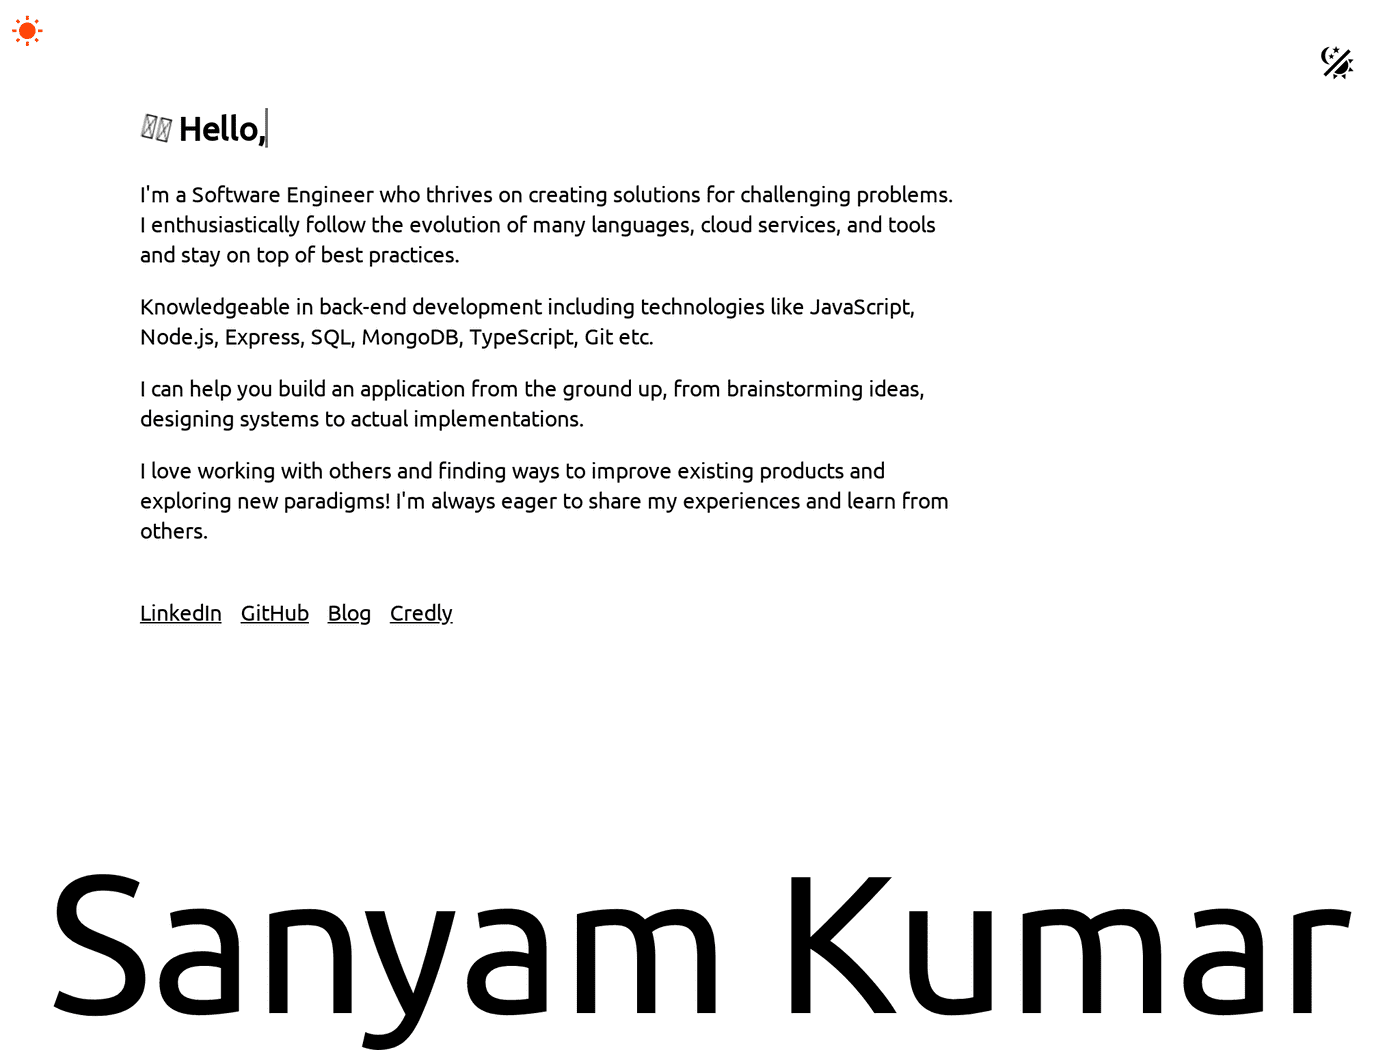 Hello,
I'm a Software Engineer who thrives on creating solutions for challenging problems.
I enthusiastically follow the evolution of many languages, cloud services, and tools
and stay on top of best practices.
Knowledgeable in back-end development including technologies like JavaScript,
Node.js, Express, SQL, MongoDB, TypeScript, Git etc.
I can help you build an application from the ground up, from brainstorming ideas,
designing systems to actual implementations.
I love working with others and finding ways to improve existing products and
exploring new paradigms! I'm always eager to share my experiences and learn from
others.
LinkedIn GitHub Blog Credly
Sanyam Kumar